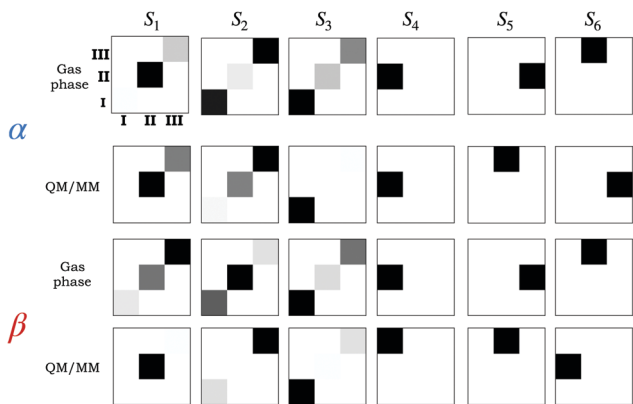 S1 S2 S3 S4 S5 S6
III
Gas phase II
I
I II III
α
QM/MM
Gas phase
β
QM/MM